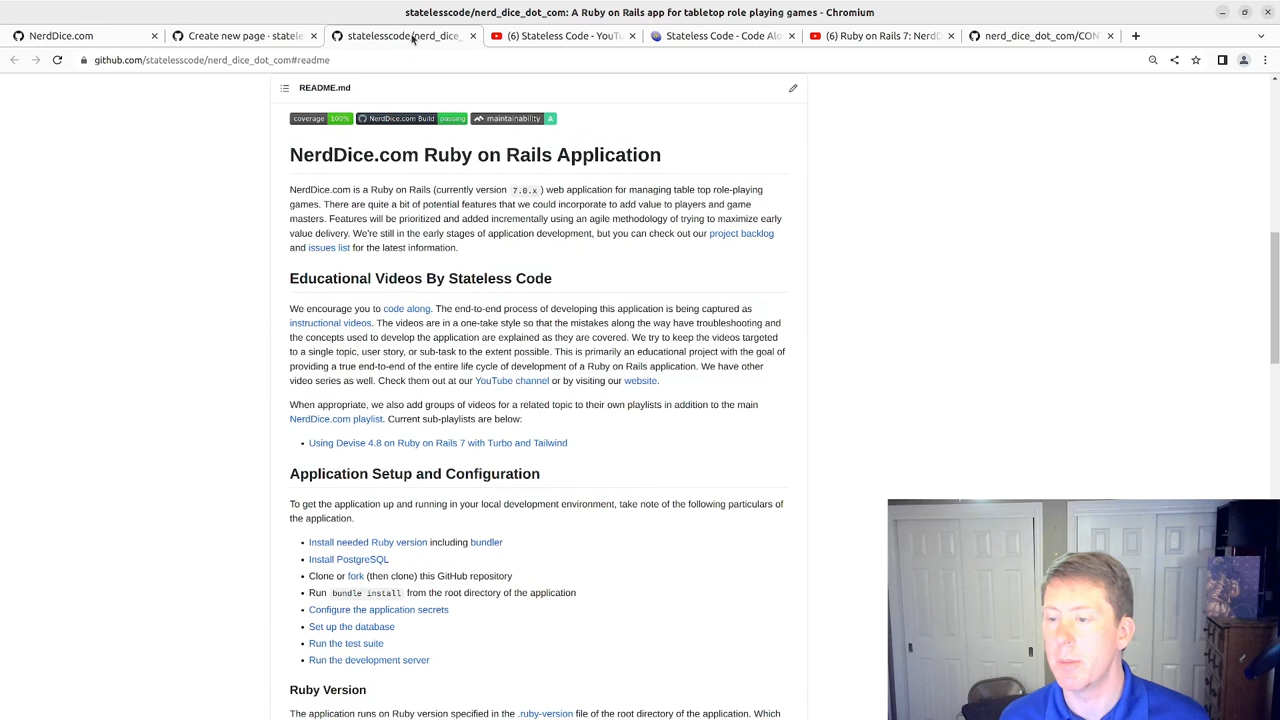 statelesscode/nerd_dice_dot_com: A Ruby on Rails app for tabletop role playing games - Chromium
NerdDice.com
Create new page · statele
statelesscode/nerd_dice_
(6) Stateless Code - YouT
Stateless Code - Code Alo
(6) Ruby on Rails 7: NerdD
nerd_dice_dot_com/CON
github.com/statelesscode/nerd_dice_dot_com#readme
README.md
coverage 100% NerdDice.com Build passing maintainability A
NerdDice.com Ruby on Rails Application
NerdDice.com is a Ruby on Rails (currently version 7.0.x) web application for managing table top role-playing
games. There are quite a bit of potential features that we could incorporate to add value to players and game
masters. Features will be prioritized and added incrementally using an agile methodology of trying to maximize early
value delivery. We're still in the early stages of application development, but you can check out our project backlog
and issues list for the latest information.
Educational Videos By Stateless Code
We encourage you to code along. The end-to-end process of developing this application is being captured as
instructional videos. The videos are in a one-take style so that the mistakes along the way have troubleshooting and
the concepts used to develop the application are explained as they are covered. We try to keep the videos targeted
to a single topic, user story, or sub-task to the extent possible. This is primarily an educational project with the goal of
providing a true end-to-end of the entire life cycle of development of a Ruby on Rails application. We have other
video series as well. Check them out at our YouTube channel or by visiting our website.
When appropriate, we also add groups of videos for a related topic to their own playlists in addition to the main
NerdDice.com playlist. Current sub-playlists are below:
• Using Devise 4.8 on Ruby on Rails 7 with Turbo and Tailwind
Application Setup and Configuration
To get the application up and running in your local development environment, take note of the following particulars of
the application.
• Install needed Ruby version including bundler
• Install PostgreSQL
• Clone or fork (then clone) this GitHub repository
• Run bundle install from the root directory of the application
• Configure the application secrets
• Set up the database
• Run the test suite
• Run the development server
Ruby Version
The application runs on Ruby version specified in the .ruby-version file of the root directory of the application. Which